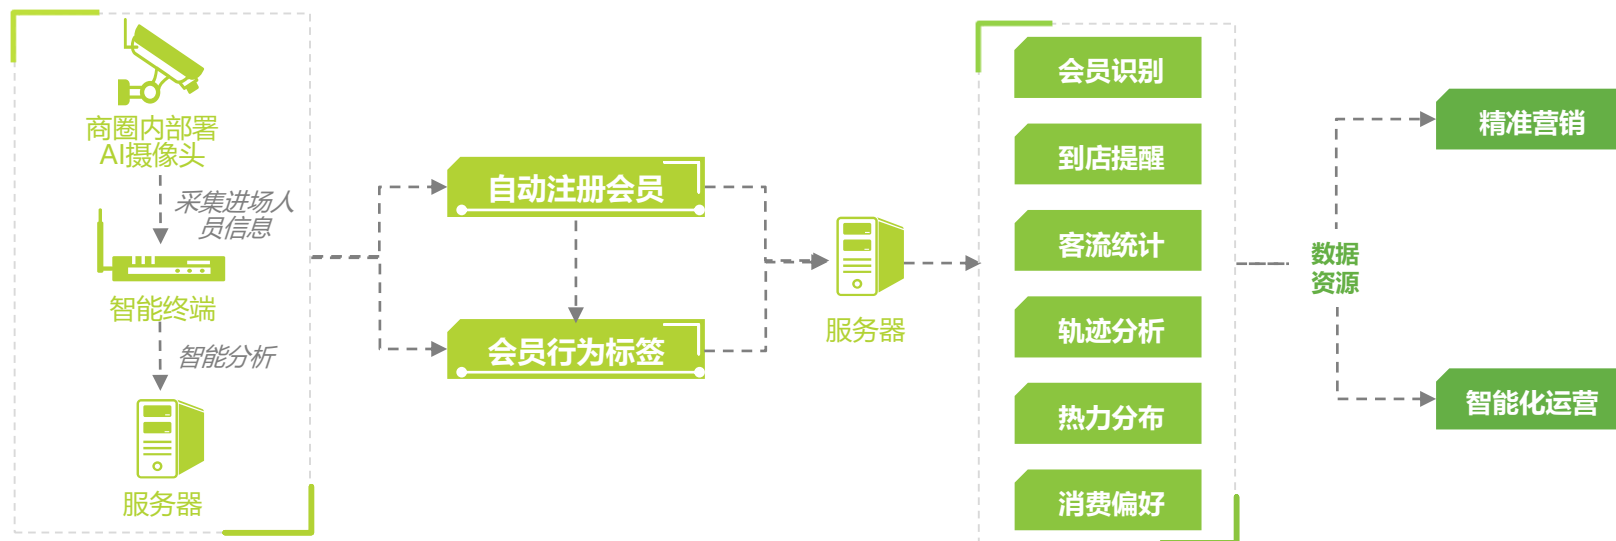 商圈内部署
AI摄像头
采集进场人
员信息
智能终端
智能分析
服务器
自动注册会员
会员行为标签
服务器
会员识别
到店提醒
客流统计
轨迹分析
热力分布
消费偏好
数据
资源
精准营销
智能化运营